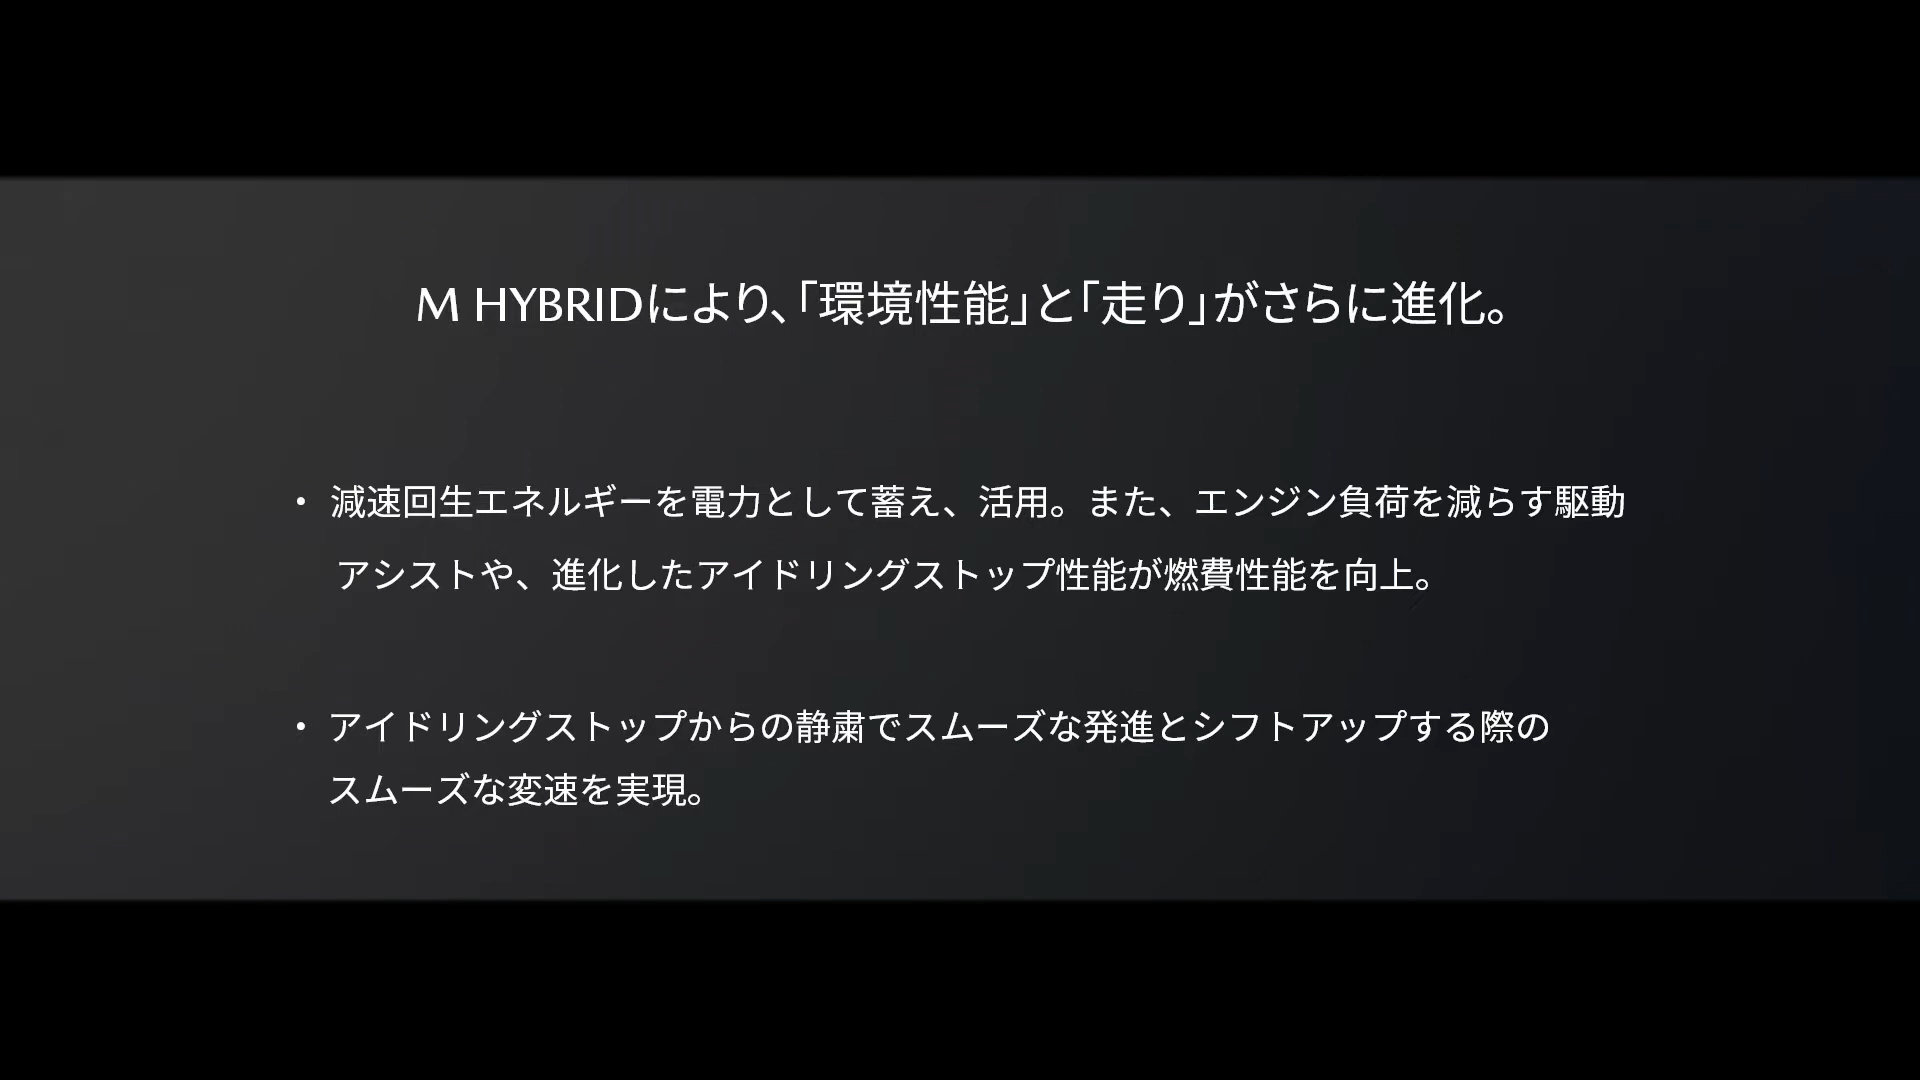 M HYBRIDにより、「環境性能」と「走り」がさらに進化。
・ 減速回生エネルギーを電力として蓄え、活用。また、エンジン負荷を減らす駆動
アシストや、進化したアイドリングストップ性能が燃費性能を向上。
・ アイドリングストップからの静粛でスムーズな発進とシフトアップする際の
スムーズな変速を実現。